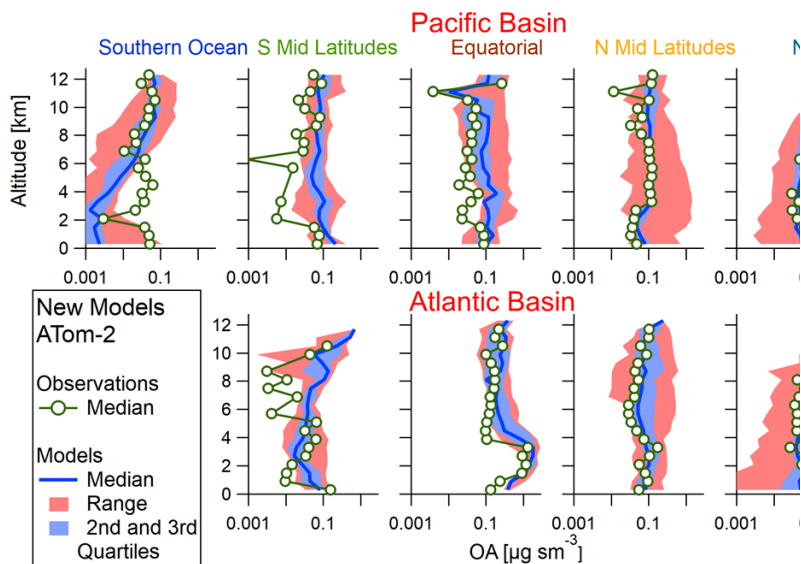 Pacific Basin
Southern Ocean S Mid Latitudes Equatorial N Mid Latitudes N
12
10
8
6
4
2
0
Altitude [km]
0.001 0.1 0.001 0.1 0.001 0.1 0.001 0.1 0.001
Atlantic Basin
New Models
ATom-2
Observations
Median
Models
Median
Range
2nd and 3rd
Quartiles
12
10
8
6
4
2
0
0.001 0.1 0.001 0.1 0.001 0.1 0.001
OA [µg sm⁻³]